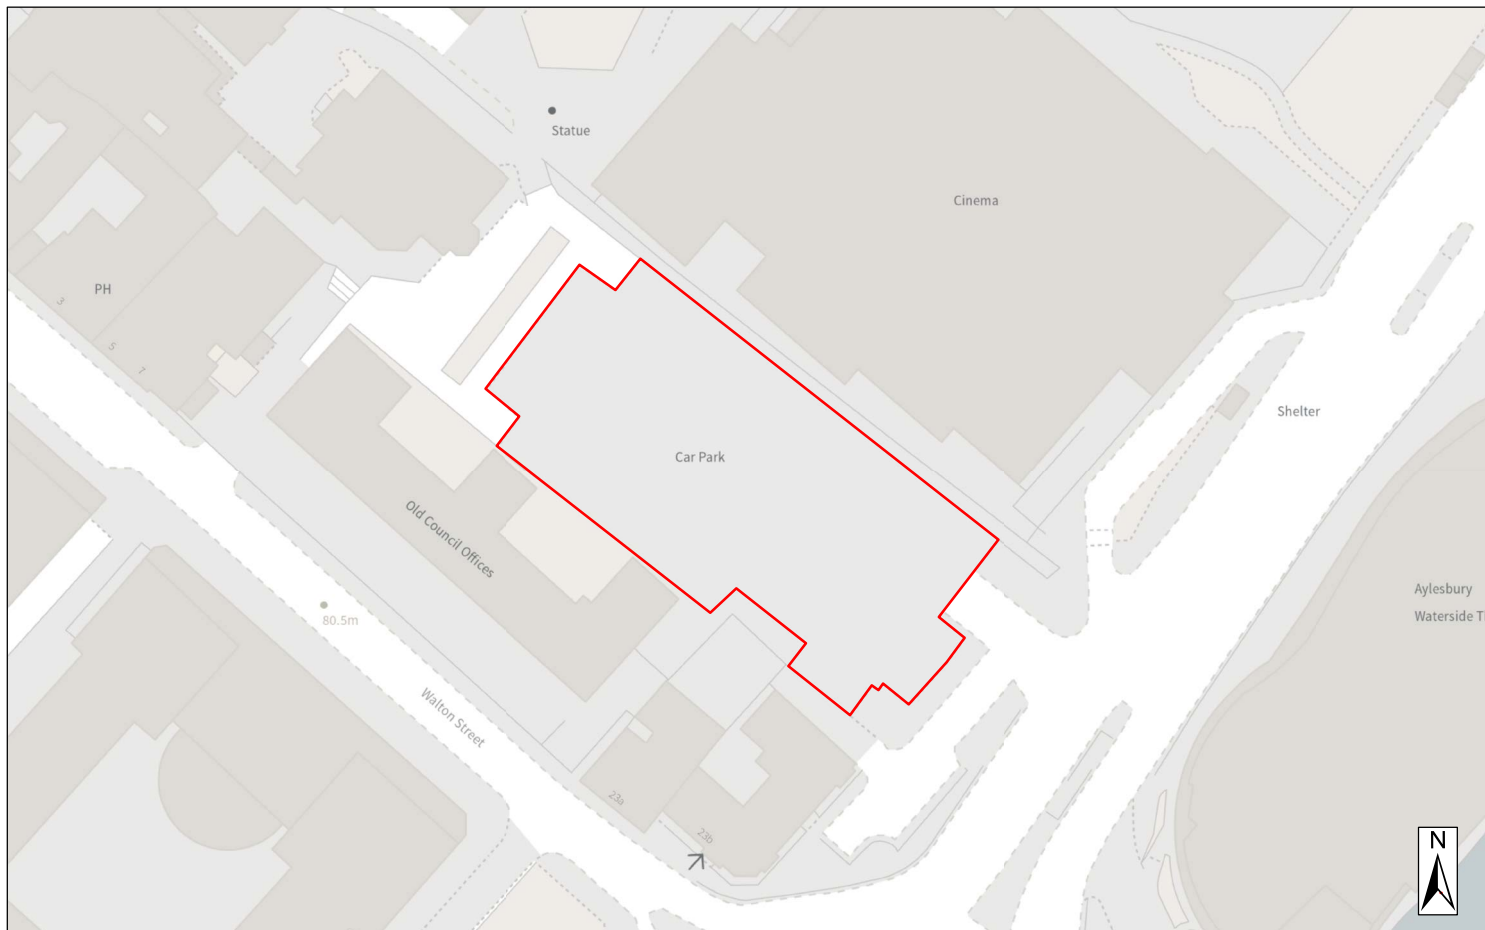 Statue
Cinema
PH
3
5
7
Shelter
Car Park
Old Council Offices
Aylesbury
Waterside
80.5m
Walton Street
23a
23b
N